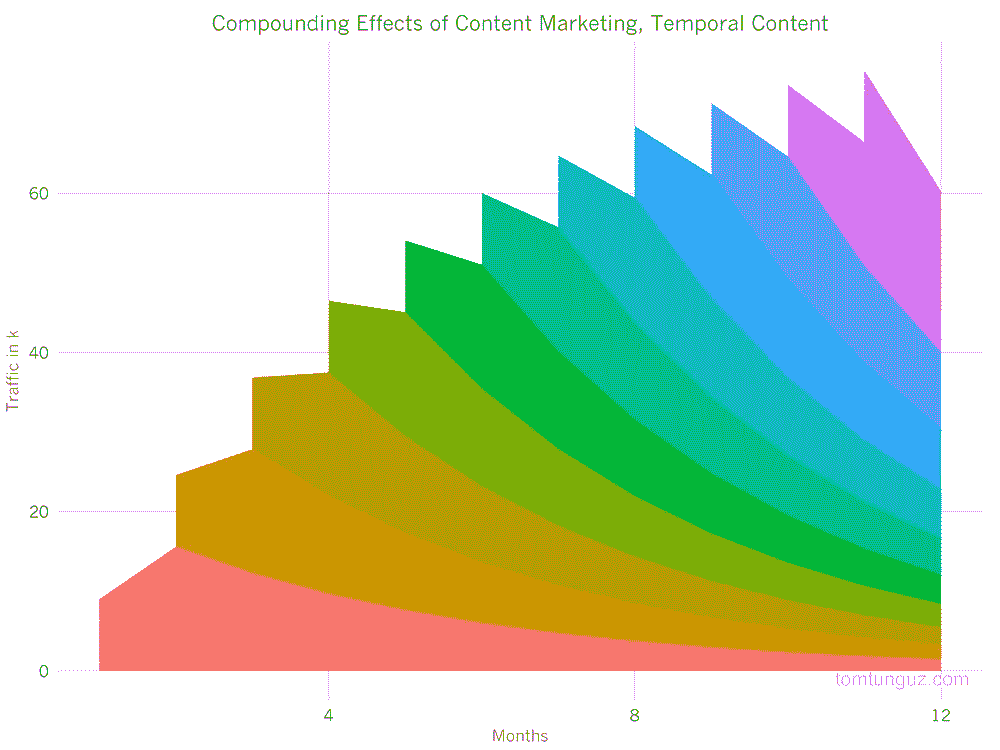 Compounding Effects of Content Marketing, Temporal Content
60
40
20
0
Traffic in k
4
8
12
Months
tomtunguz.com